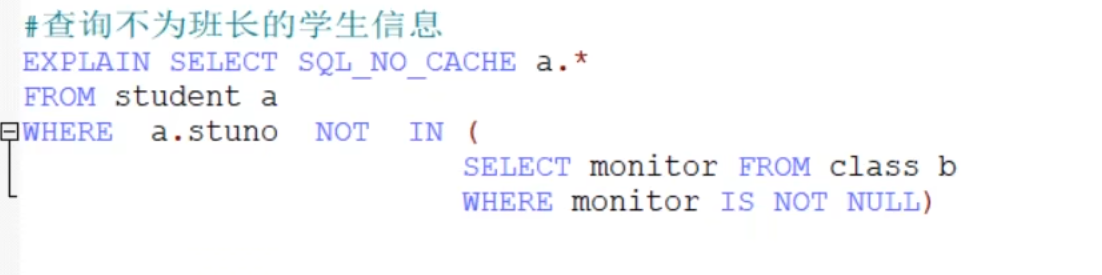 #查询不为班长的学生信息
EXPLAIN SELECT SQL_NO_CACHE a.*
FROM student a
WHERE a.stuno NOT IN (
SELECT monitor FROM class b
WHERE monitor IS NOT NULL)